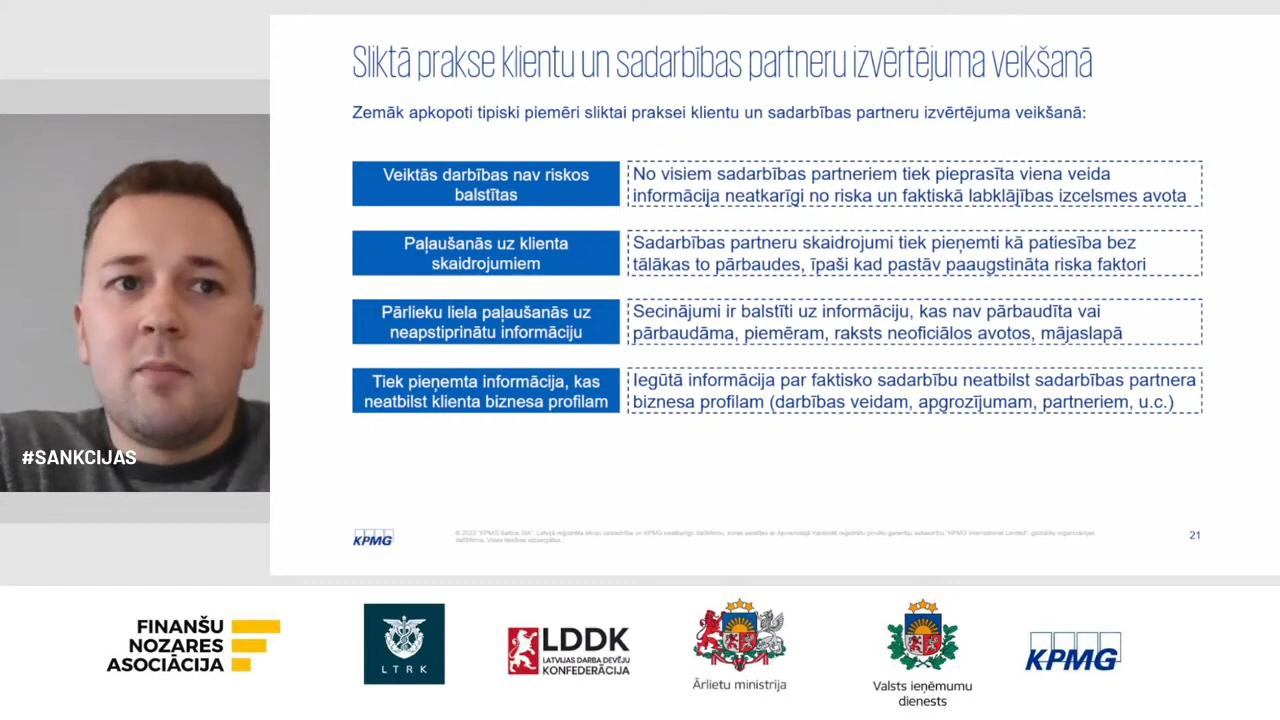 Sliktā prakse klientu un sadarbības partneru izvērtējuma veikšanā
Zemāk apkopoti tipiski piemēri sliktai praksei klientu un sadarbības partneru izvērtējuma veikšanā:
Veiktās darbības nav riskos
balstītas
No visiem sadarbības partneriem tiek pieprasīta viena veida
informācija neatkarīgi no riska un faktiskā labklājības izcelsmes avota
Paļaušanās uz klienta
skaidrojumiem
Sadarbības partneru skaidrojumi tiek pieņemti kā patiesība bez
tālākas to pārbaudes, īpaši kad pastāv paaugstināta riska faktori
Pārlieku liela paļaušanās uz
neapstiprinātu informāciju
Secinājumi ir balstīti uz informāciju, kas nav pārbaudīta vai
pārbaudāma, piemēram, raksts neoficiālos avotos, mājaslapā
Tiek pieņemta informācija, kas
neatbilst klienta biznesa profilam
Iegūtā informācija par faktisko sadarbību neatbilst sadarbības partnera
biznesa profilam (darbības veidam, apgrozījumam, partneriem, u.c.)
#SANKCIJAS
KPMG
© 2022 "KPMG Baltics SIA", Latvijā reģistrēta
21
FINANŠU
NOZARES
ASOCIĀCIJA
LTRK
LDDK
LATVIJAS DARBA DEVĒJU
KONFEDERĀCIJA
Ārlietu ministrija
Valsts ieņēmumu
dienests
KPMG